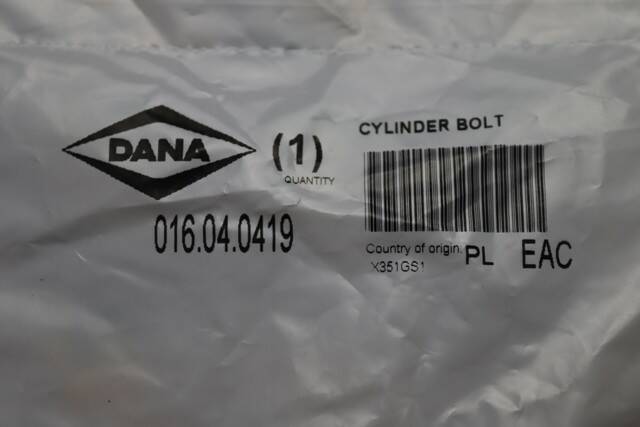 DANA
(1)
QUANTITY
016.04.0419
CYLINDER BOLT
Country of origin: PL EAC
X351GS1